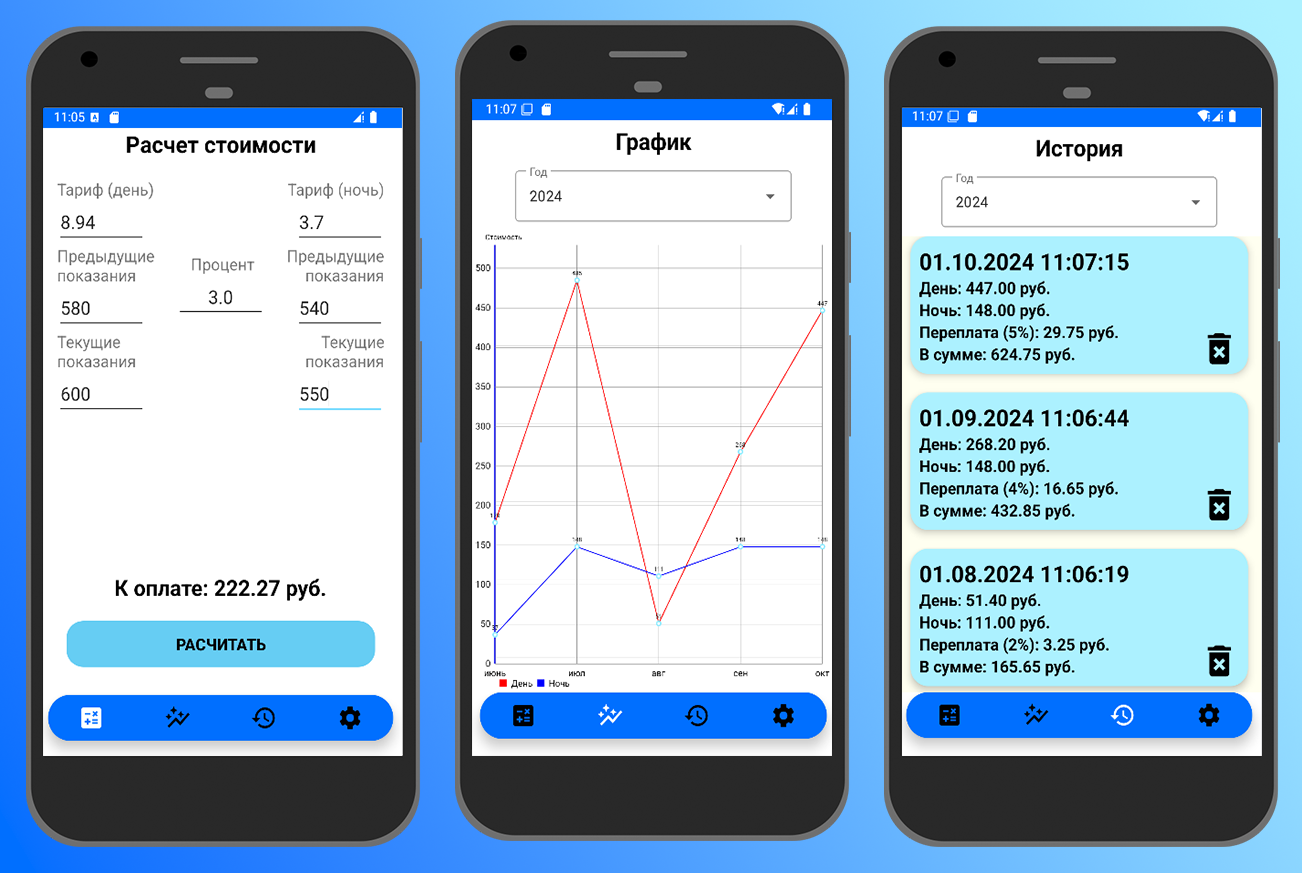 11:05
Расчет стоимости
Тариф (день)
Тариф (ночь)
8.94
3.7
Предыдущие
показания
Процент
Предыдущие
показания
580
3.0
540
Текущие
показания
Текущие
показания
600
550
К оплате: 222.27 руб.
РАСЧИТАТЬ
11:07
График
Год
2024
Стоимость
500
450
400
350
300
250
200
150
100
50
0
447
148
111
148
148
июнь
июл
авг
сен
окт
День
Ночь
11:07
История
Год
2024
01.10.2024 11:07:15
День: 447.00 руб.
Ночь: 148.00 руб.
Переплата (5%): 29.75 руб.
В сумме: 624.75 руб.
01.09.2024 11:06:44
День: 268.20 руб.
Ночь: 148.00 руб.
Переплата (4%): 16.65 руб.
В сумме: 432.85 руб.
01.08.2024 11:06:19
День: 51.40 руб.
Ночь: 111.00 руб.
Переплата (2%): 3.25 руб.
В сумме: 165.65 руб.